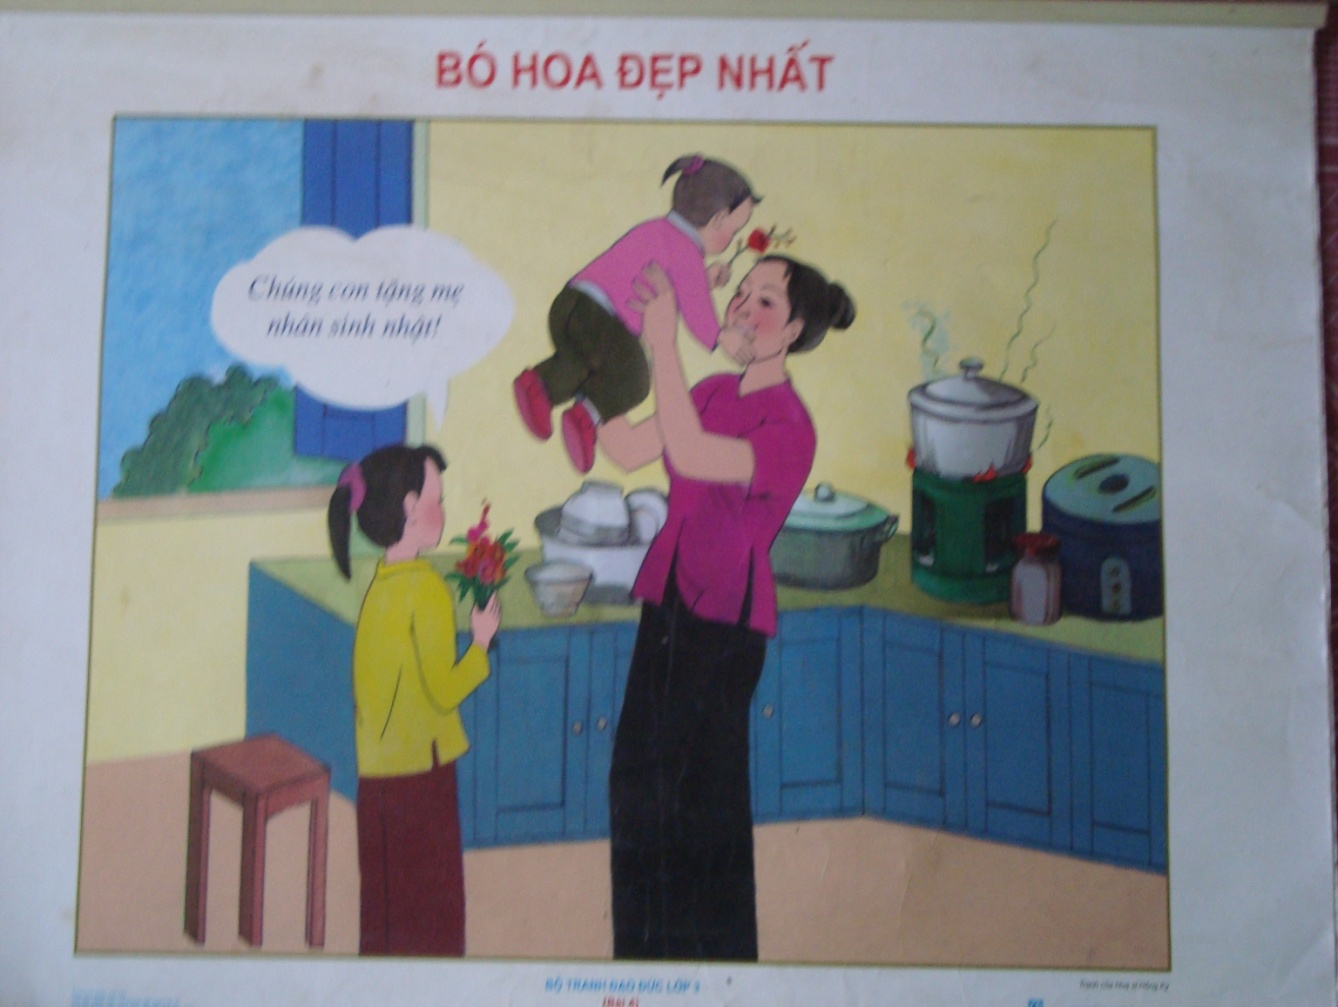 BÓ HOA ĐẸP NHẤT
Chúng con tặng mẹ
nhân sinh nhật!
BỘ TRANH ĐẠO ĐỨC LỚP 3